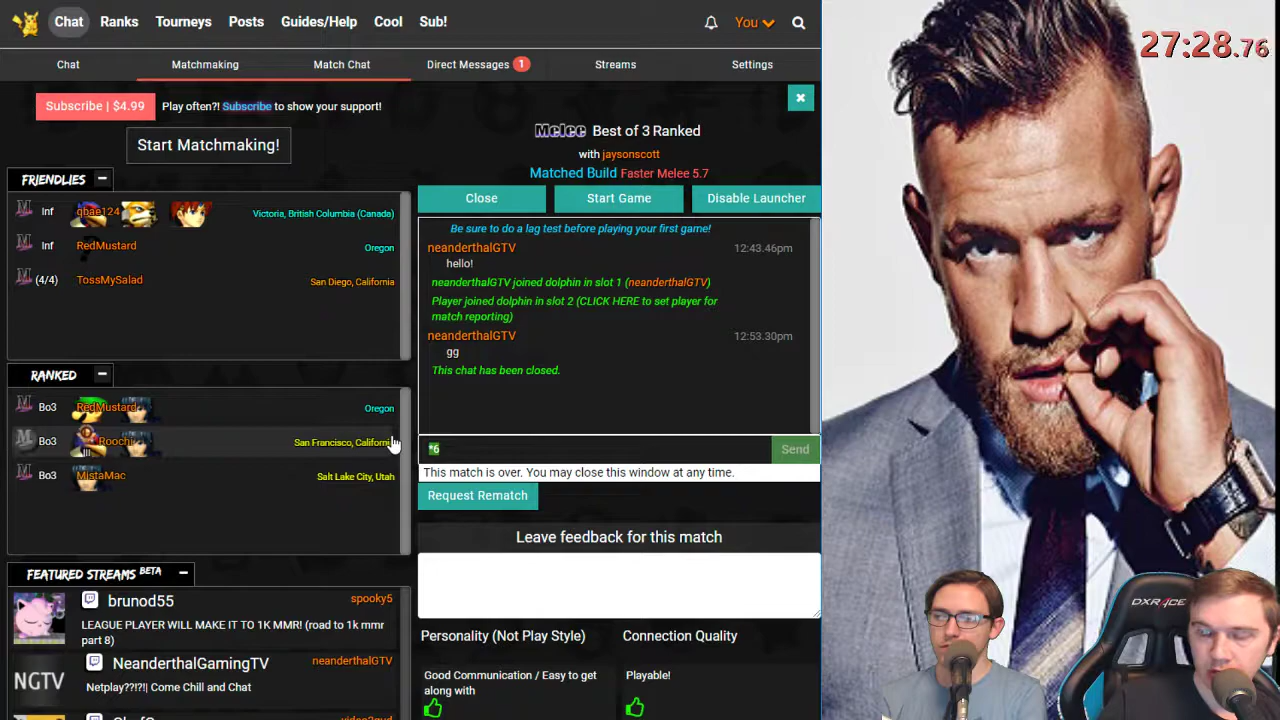 Chat Ranks Tourneys Posts Guides/Help Cool Sub! You
Chat Matchmaking Match Chat Direct Messages 1 Streams Settings
Subscribe | $4.99 Play often?! Subscribe to show your support!
Start Matchmaking!
FRIENDLIES
Inf qbae124 Victoria, British Columbia (Canada)
Inf RedMustard Oregon
(4/4) TossMySalad San Diego, California
RANKED
Bo3 RedMustard Oregon
Bo3 Roochi San Francisco, California
Bo3 MistaMac Salt Lake City, Utah
FEATURED STREAMS BETA
brunod55 spooky5
LEAGUE PLAYER WILL MAKE IT TO 1K MMR! (road to 1k mmr
part 8)
NGTV
NeanderthalGamingTV neanderthalGTV
Netplay??!?!| Come Chill and Chat
Melee Best of 3 Ranked
with jaysonscott
Matched Build Faster Melee 5.7
Close Start Game Disable Launcher
Be sure to do a lag test before playing your first game!
neanderthalGTV 12:43.46pm
hello!
neanderthalGTV joined dolphin in slot 1 (neanderthalGTV)
Player joined dolphin in slot 2 (CLICK HERE to set player for
match reporting)
neanderthalGTV 12:53.30pm
gg
This chat has been closed.
*6 Send
This match is over. You may close this window at any time.
Request Rematch
Leave feedback for this match
Personality (Not Play Style) Connection Quality
Good Communication / Easy to get
along with
Playable!
27:28.76
DXRACE